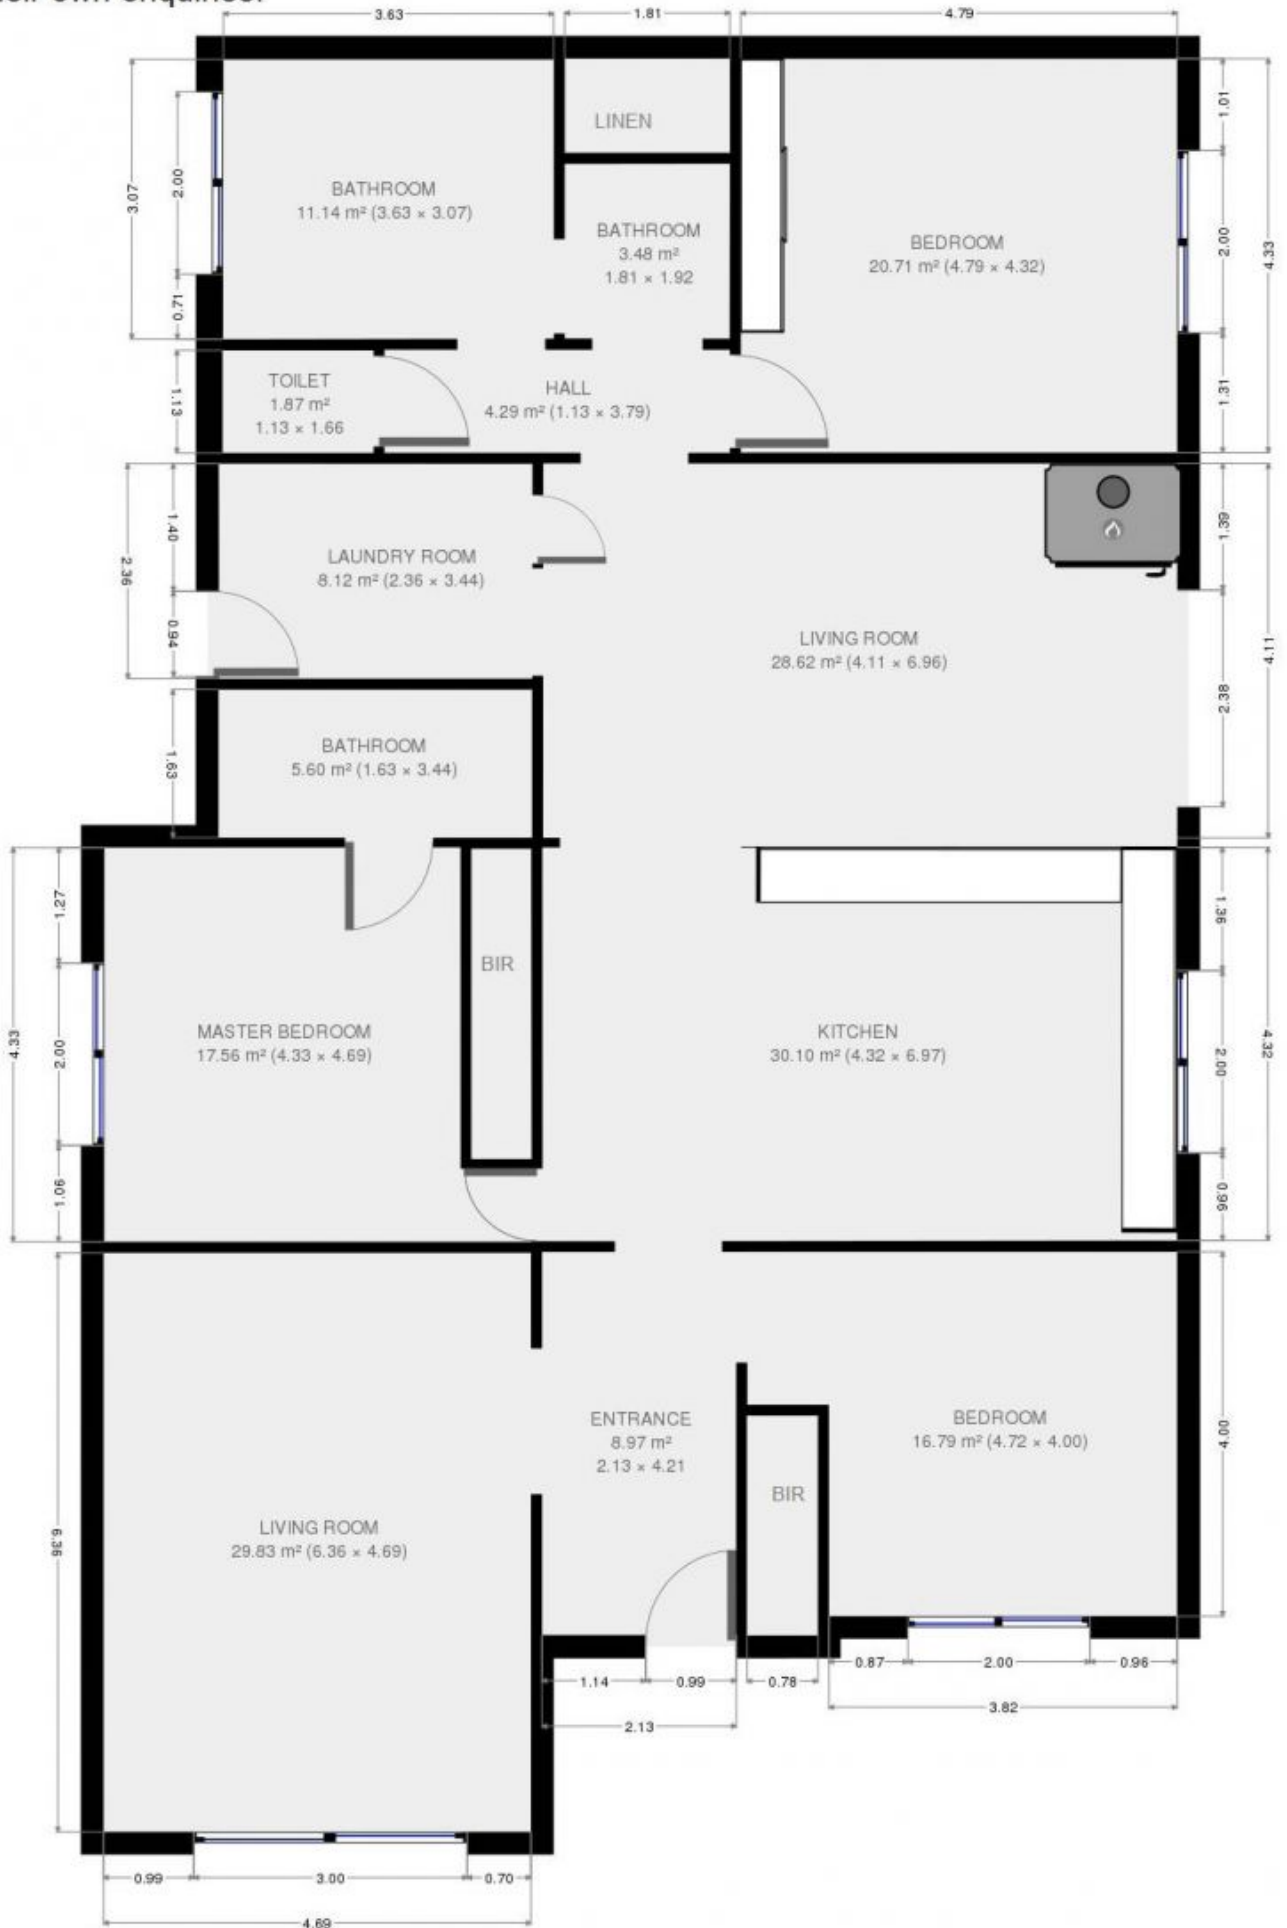 their own enquiries.
3.63
1.81
4.79
3.07
2.00
0.71
1.13
LINEN
BATHROOM
11.14 m² (3.63 × 3.07)
BATHROOM
3.48 m²
1.81 × 1.92
BEDROOM
20.71 m² (4.79 × 4.32)
1.01
2.00
1.31
4.33
TOILET
1.87 m²
1.13 × 1.66
HALL
4.29 m² (1.13 × 3.79)
2.36
1.40
0.94
1.63
LAUNDRY ROOM
8.12 m² (2.36 × 3.44)
LIVING ROOM
28.62 m² (4.11 × 6.96)
1.39
2.38
4.11
BATHROOM
5.60 m² (1.63 × 3.44)
4.33
1.27
2.00
1.06
BIR
MASTER BEDROOM
17.56 m² (4.33 × 4.69)
KITCHEN
30.10 m² (4.32 × 6.97)
1.36
2.00
0.96
4.32
6.36
ENTRANCE
8.97 m²
2.13 × 4.21
BEDROOM
16.79 m² (4.72 × 4.00)
4.00
BIR
LIVING ROOM
29.83 m² (6.36 × 4.69)
1.14
0.99
0.78
0.87
2.00
0.96
2.13
3.82
0.99
3.00
0.70
4.69